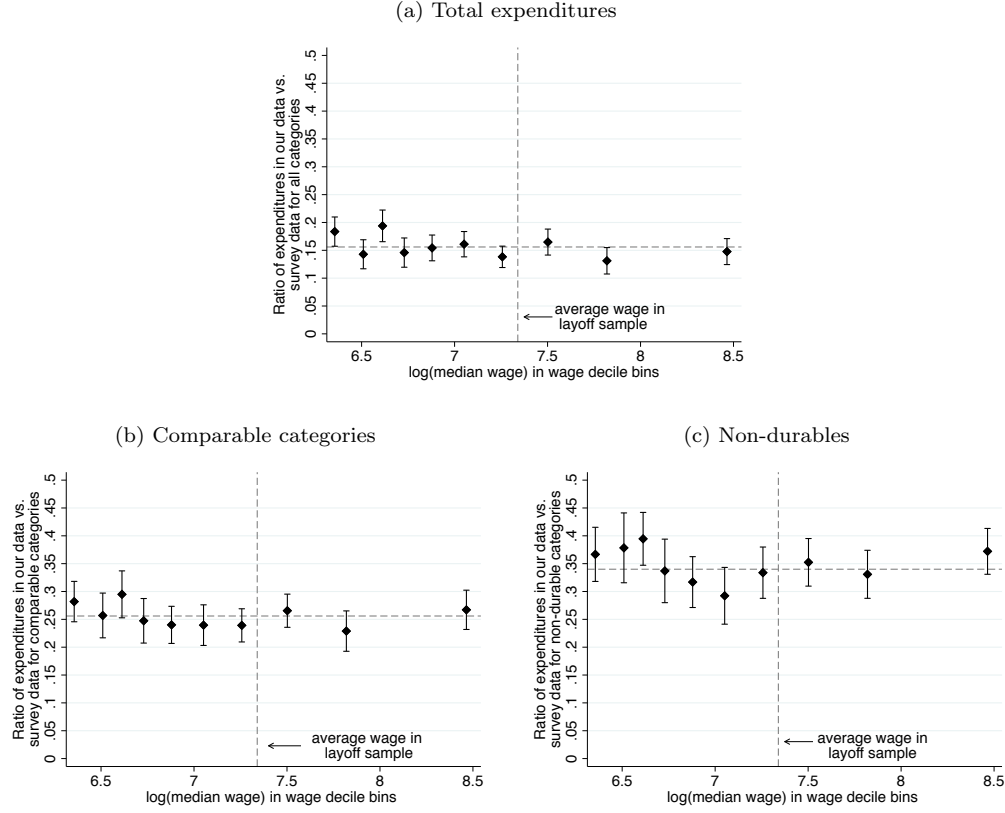 (a) Total expenditures
Ratio of expenditures in our data vs.
survey data for all categories
.5
.45
.4
.35
.3
.25
.2
.15
.1
.05
0
average wage in
layoff sample
6.5 7 7.5 8 8.5
log(median wage) in wage decile bins
(b) Comparable categories
Ratio of expenditures in our data vs.
survey data for comparable categories
.5
.45
.4
.35
.3
.25
.2
.15
.1
.05
0
average wage in
layoff sample
6.5 7 7.5 8 8.5
log(median wage) in wage decile bins
(c) Non-durables
Ratio of expenditures in our data vs.
survey data for non-durable categories
.5
.45
.4
.35
.3
.25
.2
.15
.1
.05
0
average wage in
layoff sample
6.5 7 7.5 8 8.5
log(median wage) in wage decile bins